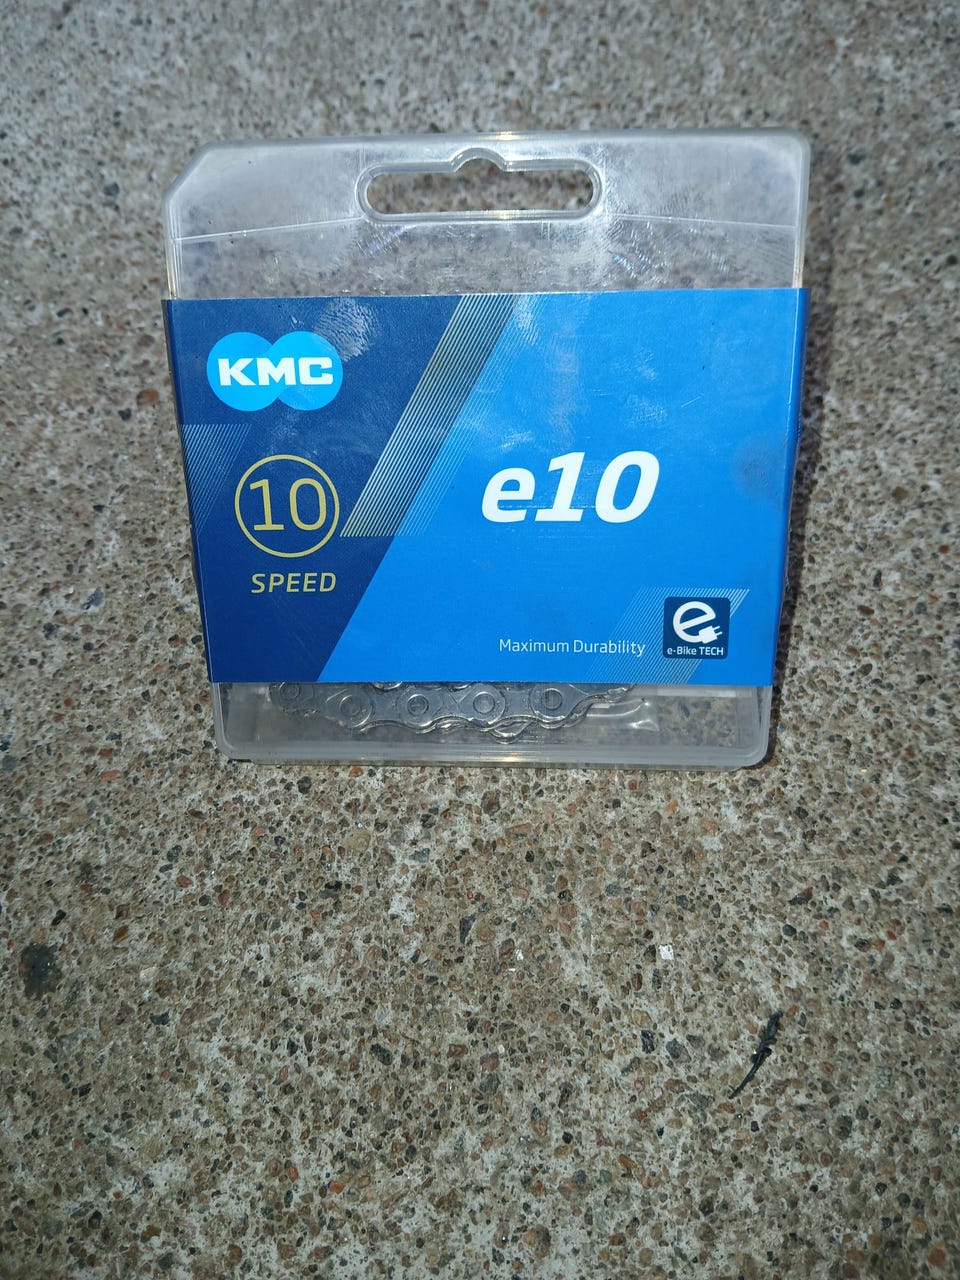 KMC
10
SPEED
e10
Maximum Durability
e
e-Bike TECH